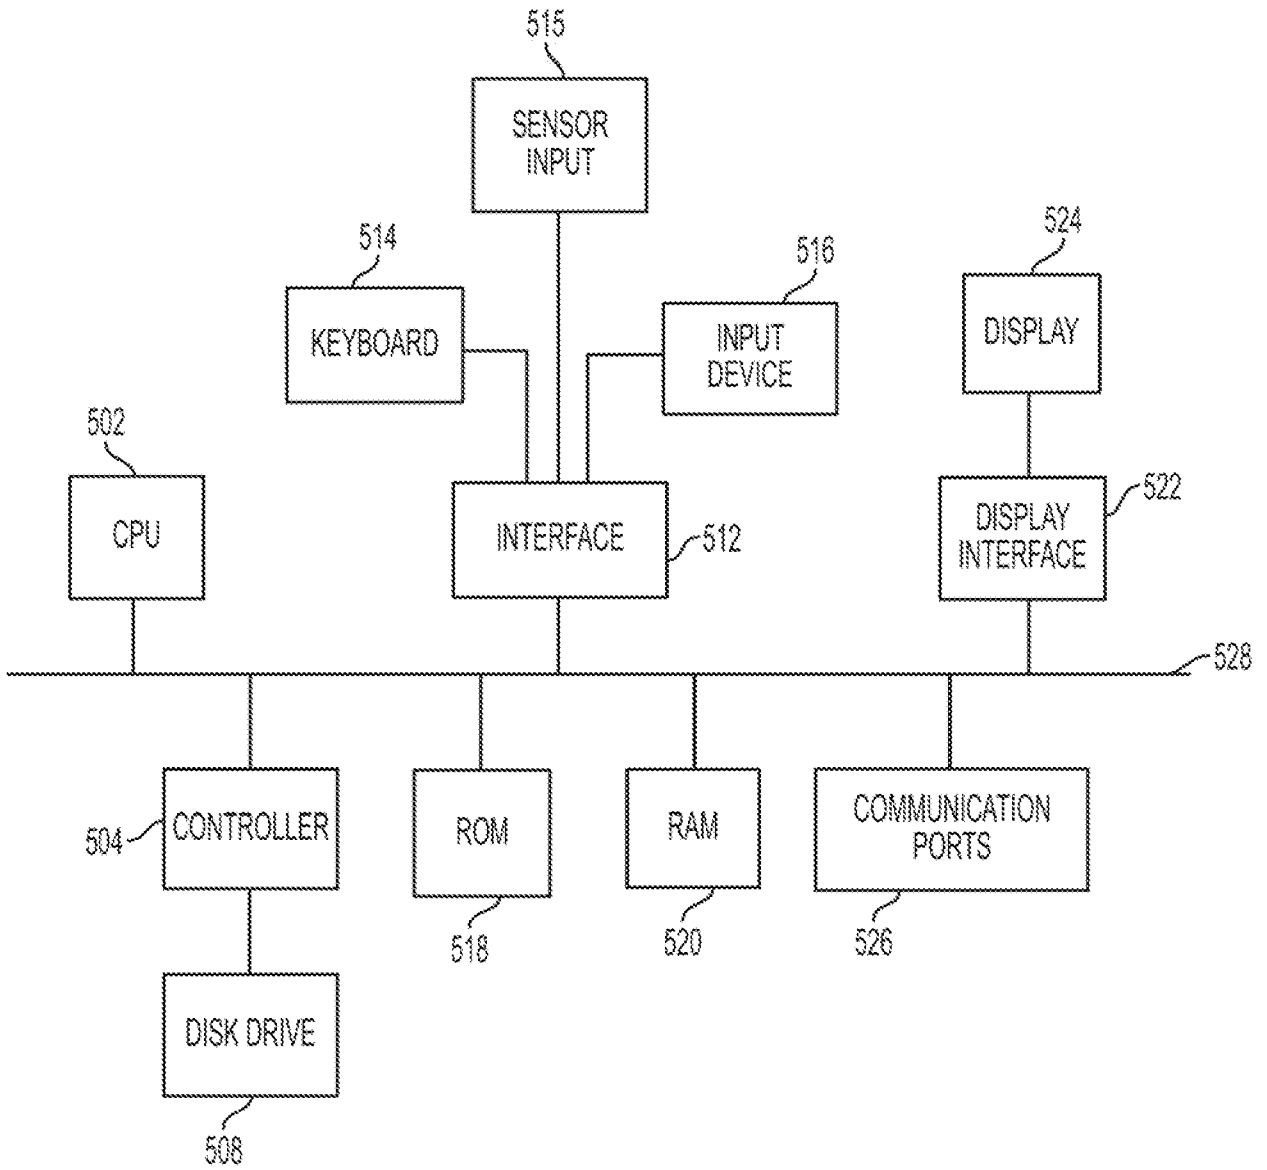 515
SENSOR
INPUT
514
KEYBOARD
516
INPUT
DEVICE
524
DISPLAY
502
CPU
INTERFACE
512
DISPLAY
INTERFACE
522
528
504
CONTROLLER
ROM
518
RAM
520
COMMUNICATION
PORTS
526
DISK DRIVE
508